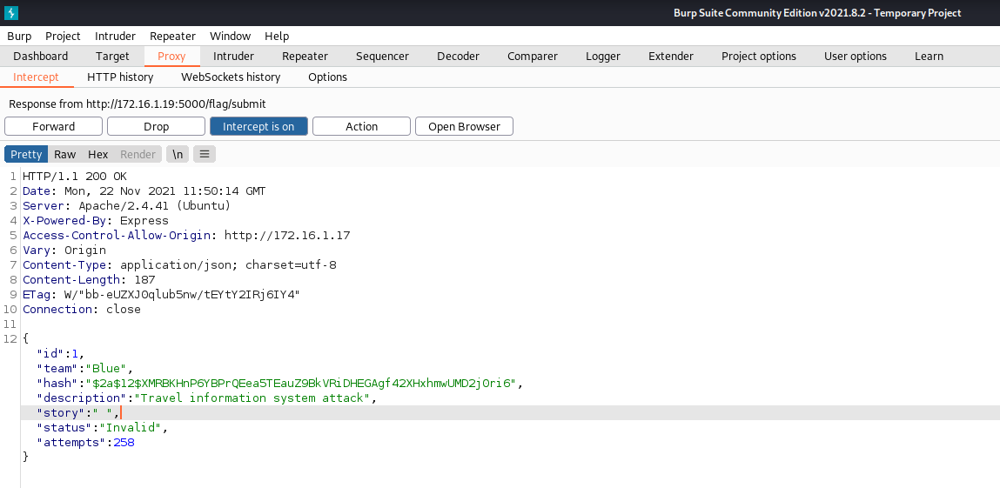 Burp Suite Community Edition v2021.8.2 - Temporary Project
Burp Project Intruder Repeater Window Help
Dashboard Target Proxy Intruder Repeater Sequencer Decoder Comparer Logger Extender Project options User options Learn
Intercept HTTP history WebSockets history Options
Response from http://172.16.1.19:5000/flag/submit
Forward Drop Intercept is on Action Open Browser
Pretty Raw Hex Render \n
1 HTTP/1.1 200 OK
2 Date: Mon, 22 Nov 2021 11:50:14 GMT
3 Server: Apache/2.4.41 (Ubuntu)
4 X-Powered-By: Express
5 Access-Control-Allow-Origin: http://172.16.1.17
6 Vary: Origin
7 Content-Type: application/json; charset=utf-8
8 Content-Length: 187
9 ETag: W/"bb-eUZXJ0qlub5nw/tEYtY2IRj6IY4"
10 Connection: close
11
12 {
"id":1,
"team":"Blue",
"hash":"$2a$12$XMRBKHnP6YBPrQEea5TEauZ9BkVRiDHEGAgf42XHxhmwUMD2j0ri6",
"description":"Travel information system attack",
"story":" ",
"status":"Invalid",
"attempts":258
}